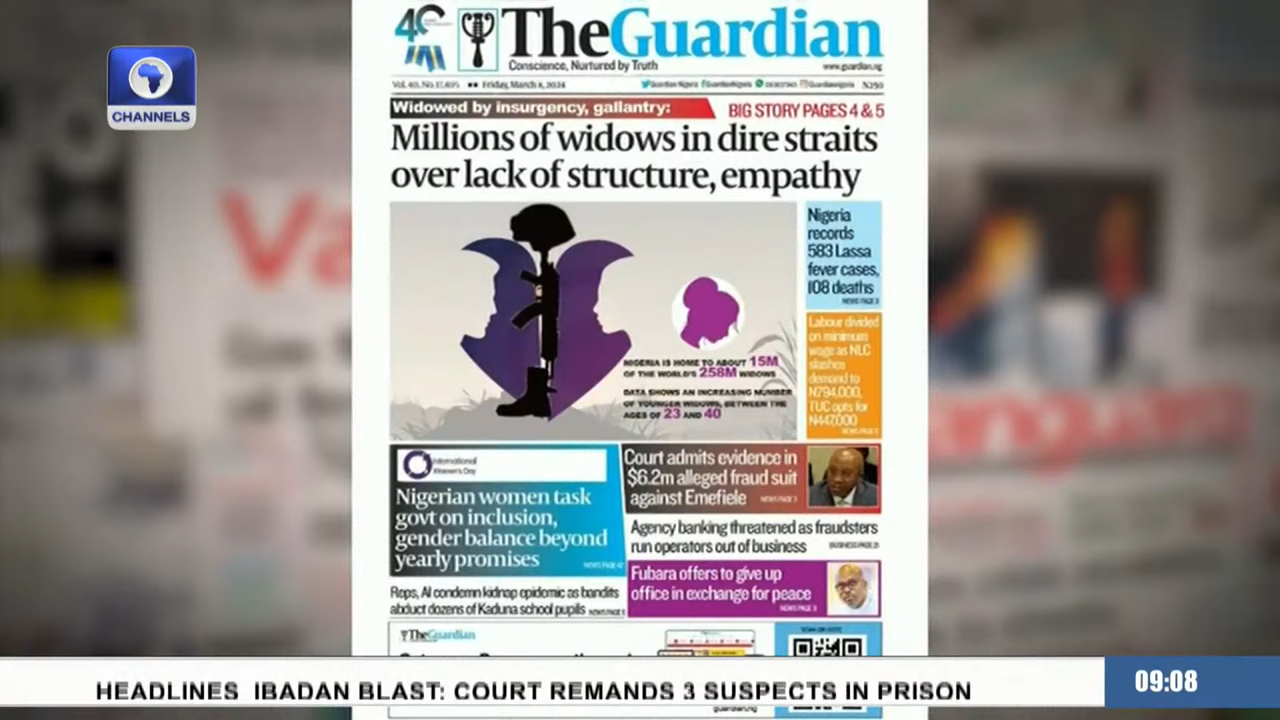 40
TheGuardian
Conscience, Nurtured by Truth
www.guardian.ng
CHANNELS
Friday, March 8, 2024
N250
Widowed by insurgency, gallantry:
BIG STORY PAGES 4 & 5
Millions of widows in dire straits
over lack of structure, empathy
Nigeria
records
583 Lassa
fever cases,
108 deaths
NIGERIA IS HOME TO ABOUT 15M
OF THE WORLD'S 258M WIDOWS
DATA SHOWS AN INCREASING NUMBER
OF YOUNGER WIDOWS, BETWEEN THE
AGES OF 23 AND 40
Labour divided
on minimum
wage as NLC
slashes
demand to
N794,000,
TUC opts for
N447,000
International
Women's Day
Nigerian women task
govt on inclusion,
gender balance beyond
yearly promises
Court admits evidence in
$6.2m alleged fraud suit
against Emefiele
Agency banking threatened as fraudsters
run operators out of business
Fubara offers to give up
office in exchange for peace
Reps, AI condemn kidnap epidemic as bandits
abduct dozens of Kaduna school pupils
TheGuardian
HEADLINES IBADAN BLAST: COURT REMANDS 3 SUSPECTS IN PRISON
09:08